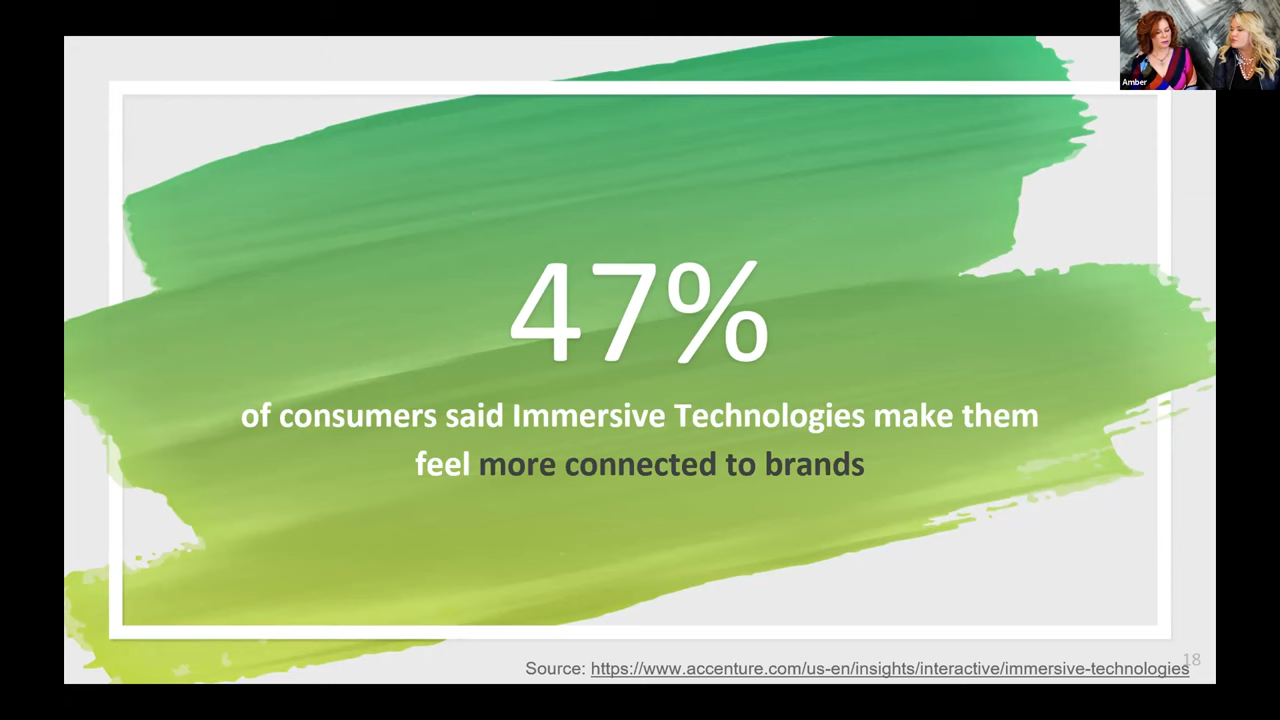 Amber
47%
of consumers said Immersive Technologies make them
feel more connected to brands
Source: https://www.accenture.com/us-en/insights/interactive/immersive-technologies
18